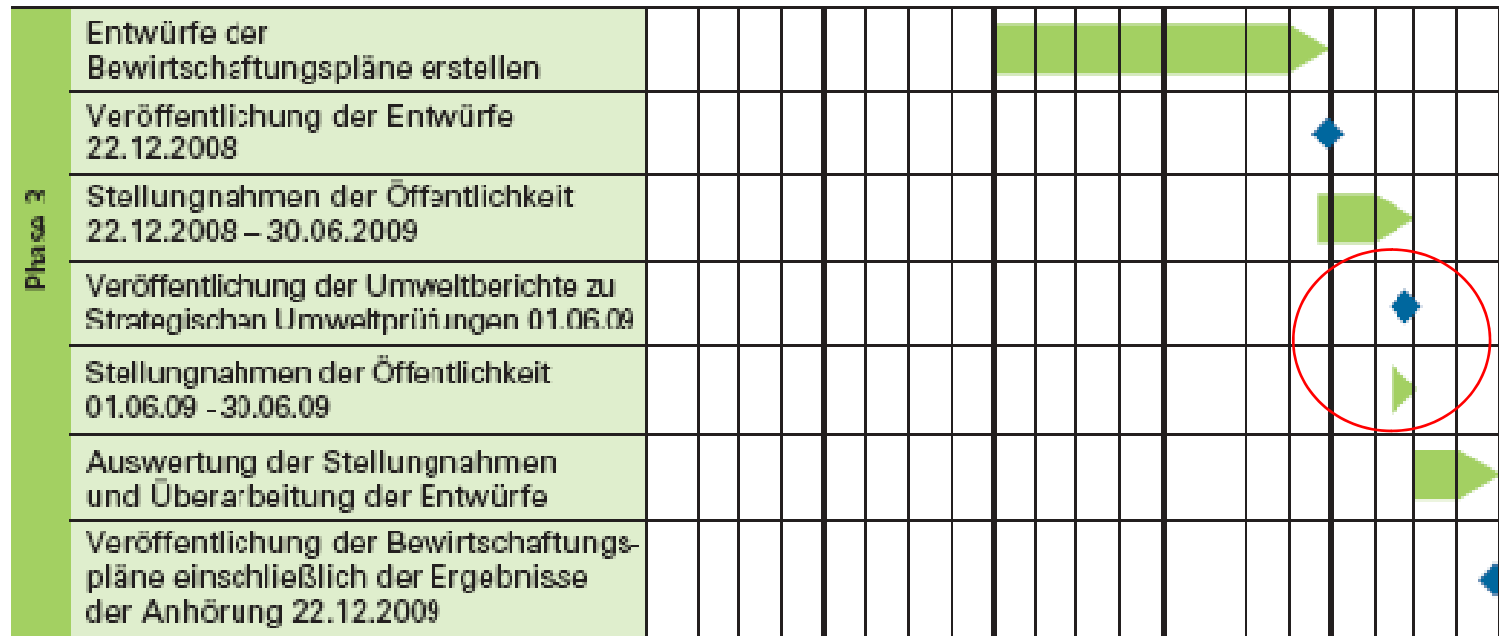 Phase 3
Entwürfe der
Bewirtschaftungspläne erstellen
Veröffentlichung der Entwürfe
22.12.2008
Stellungnahmen der Öffentlichkeit
22.12.2008 – 30.06.2009
Veröffentlichung der Umweltberichte zu
Strategischen Umweltprüfungen 01.06.09
Stellungnahmen der Öffentlichkeit
01.06.09 - 30.06.09
Auswertung der Stellungnahmen
und Überarbeitung der Entwürfe
Veröffentlichung der Bewirtschaftungs-
pläne einschließlich der Ergebnisse
der Anhörung 22.12.2009